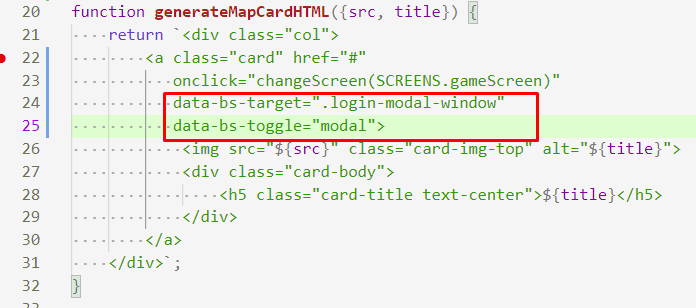 20 function generateMapCardHTML({src, title}) {
21 ····return `<div class="col">
22 ········<a class="card" href="#"
23 ············onclick="changeScreen(SCREENS.gameScreen)"
24 ············data-bs-target=".login-modal-window"
25 ············data-bs-toggle="modal">
26 ············<img src="${src}" class="card-img-top" alt="${title}">
27 ············<div class="card-body">
28 ················<h5 class="card-title text-center">${title}</h5>
29 ············</div>
30 ········</a>
31 ····</div>`;
32 }